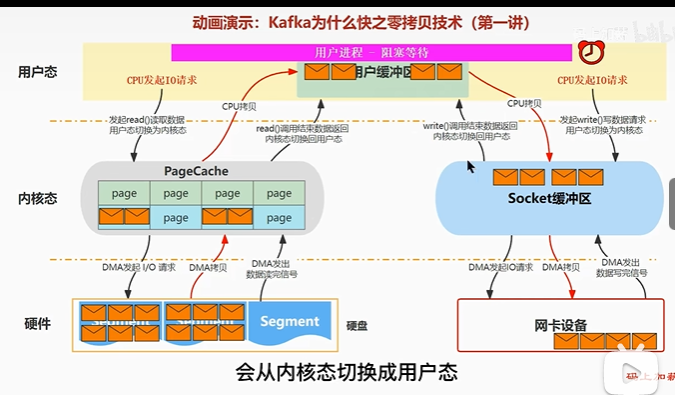 动画演示：Kafka为什么快之零拷贝技术（第一讲）
用户进程 - 阻塞等待
用户态
用户缓冲区
CPU发起IO请求
CPU发起IO请求
CPU拷贝
CPU拷贝
发起read()读取数据
用户态切换为内核态
read()调用结束数据返回
内核态切换回用户态
write()调用结束数据返回
内核态切换回用户态
发起write()写数据请求
用户态切换为内核态
PageCache
page page page page
page page
内核态
Socket缓冲区
DMA发起 I/O 请求
DMA拷贝
DMA发出
数据读完信号
DMA发起IO请求
DMA拷贝
DMA发出
数据写完信号
硬件
Segment
硬盘
网卡设备
会从内核态切换成用户态